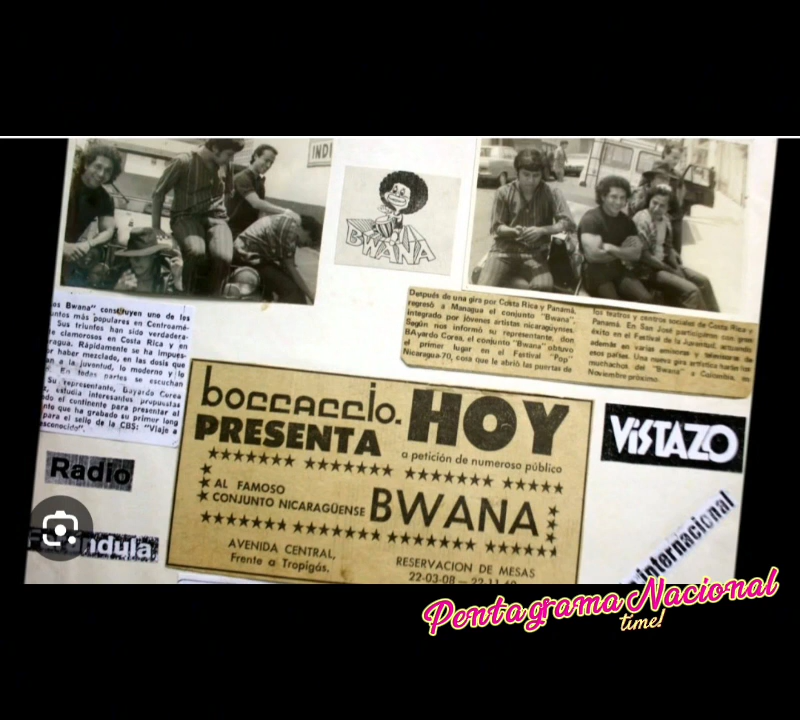 INDI
BWANA
os Bwana" constituyen uno de los
untos más populares en Centroamé-
Sus triunfos han sido verdadera-
e clamorosos en Costa Rica y en
ragua. Rápidamente se ha impues-
or haber mezclado, en las dosis que
an a la juventud, lo moderno y lo
En todas partes se escuchan
Su representante, Bayardo Corea
, estudia interesantes propuestas
do el continente para presentar al
nto que ha grabado su primer long
para el sello de la CBS: "Viaje a
sconocido".
Después de una gira por Costa Rica y Panamá,
regresó a Managua el conjunto "Bwana",
integrado por jóvenes artistas nicaragüenses
Según nos informó su representante, don
BAyardo Corea, el conjunto "Bwana" obtuvo
el primer lugar en el Festival "Pop"
Nicaragua-70, cosa que le abrió las puertas de
los teatros y centros sociales de Costa Rica y
Panamá. En San José participaron con gran
éxito en el Festival de la Juventud, actuando
además en varias emisoras y televisoras de
esos países. Una nueva gira artística harán los
muchachos del "Bwana" a Colombia, en
Noviembre próximo.
boccaccio. HOY
PRESENTA
a petición de numeroso público
AL FAMOSO
CONJUNTO NICARAGÜENSE BWANA
AVENIDA CENTRAL,
Frente a Tropigás.
RESERVACION DE MESAS
22-03-08 —
VISTAZO
Radio
ndula
internacional
Pentagrama Nacional
time!